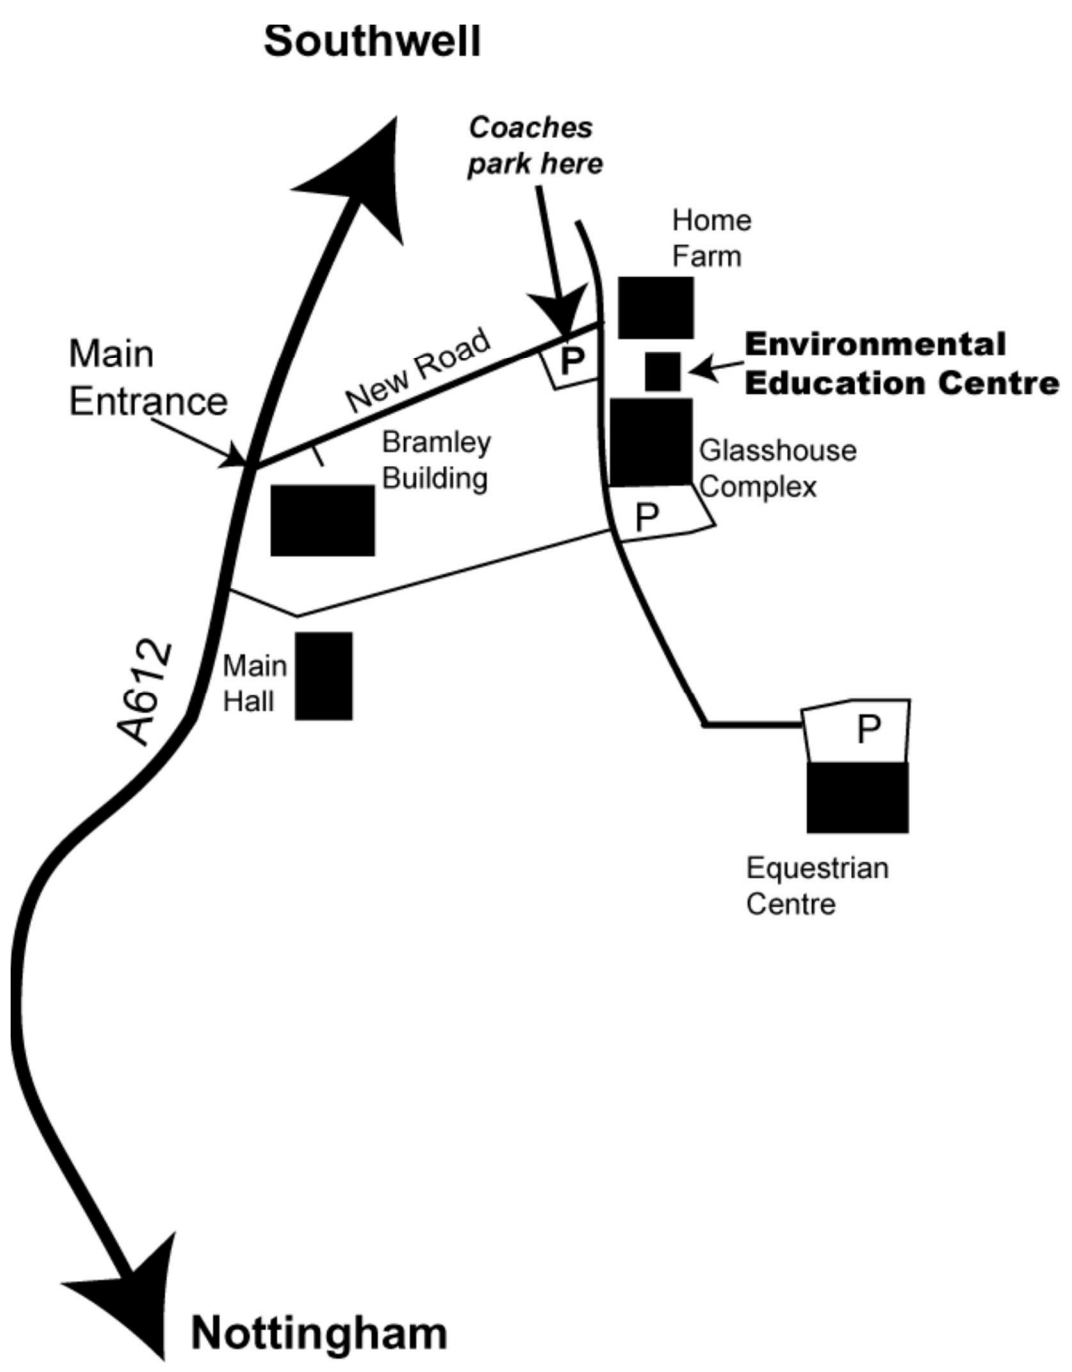 Southwell
Coaches
park here
Home
Farm
Main
Entrance
New Road
P
Environmental
Education Centre
Bramley
Building
Glasshouse
Complex
P
A612
Main
Hall
P
Equestrian
Centre
Nottingham